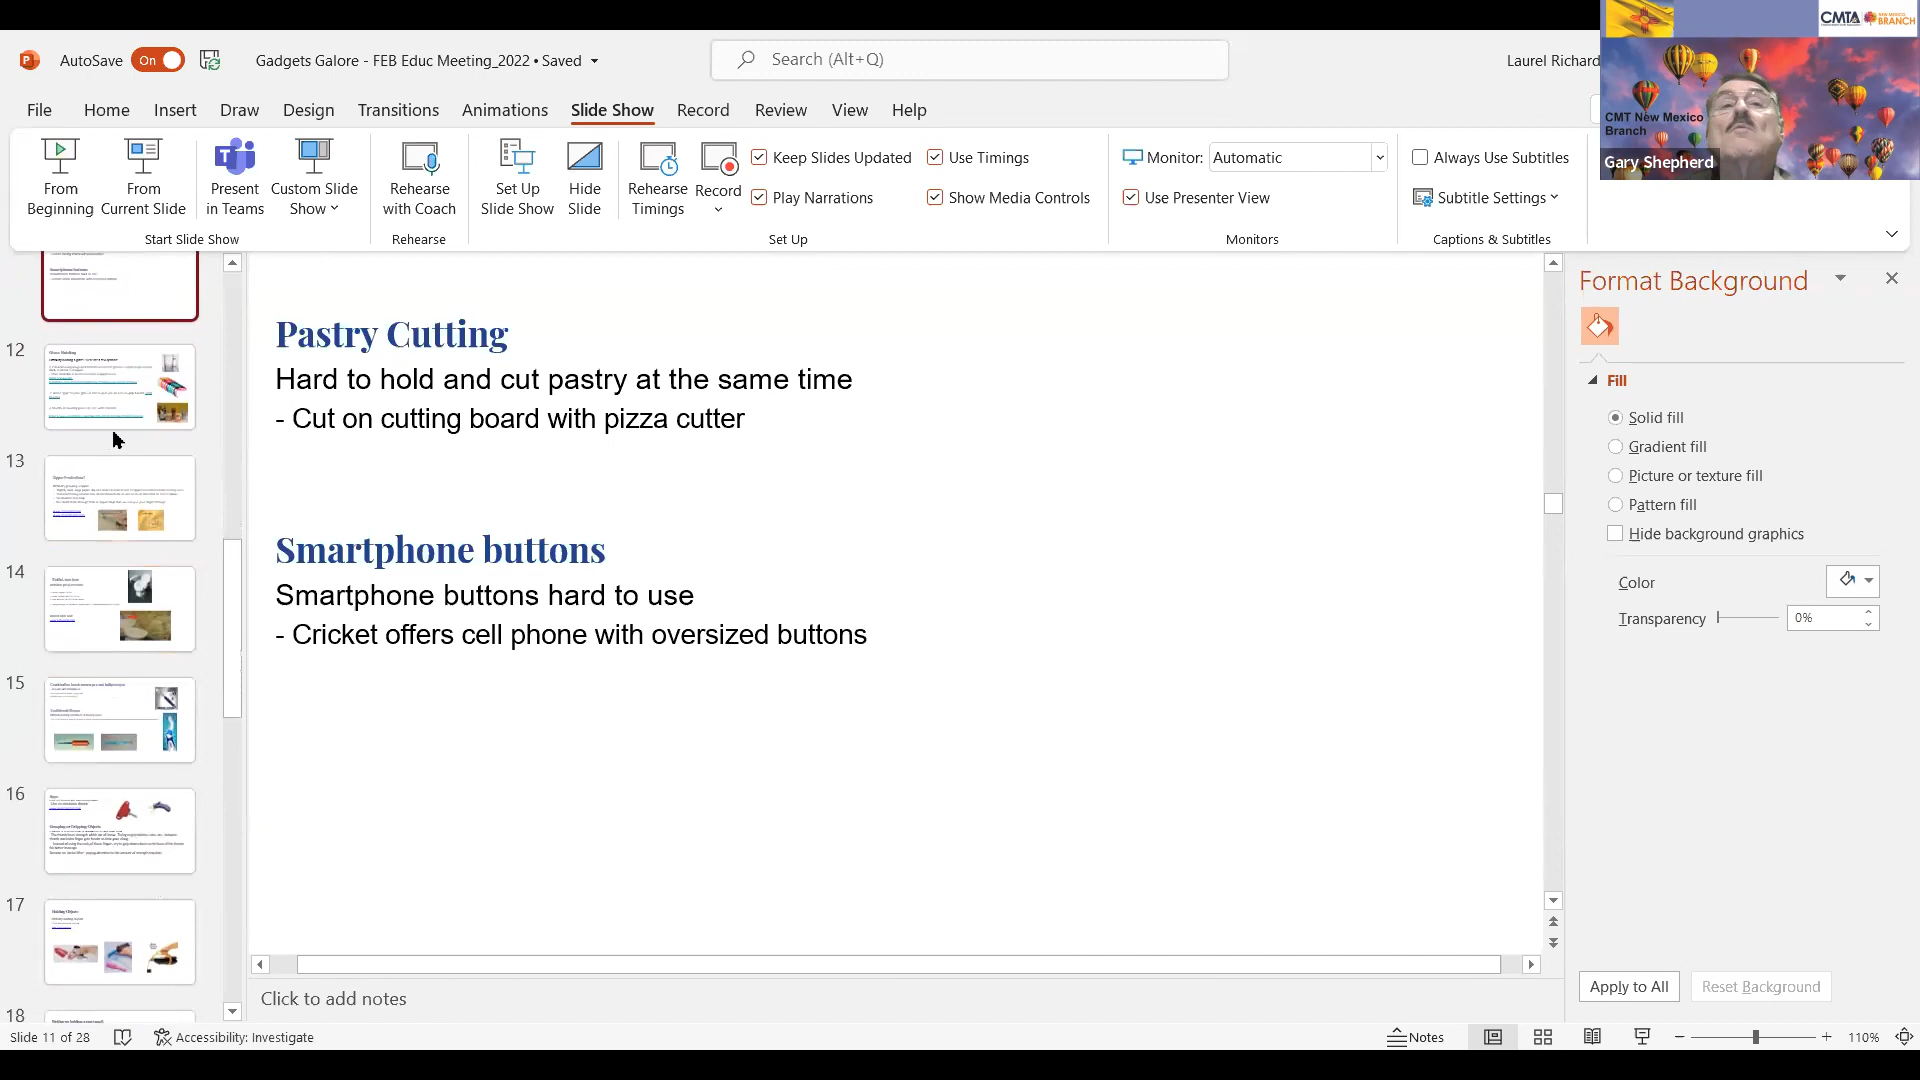 CMTA NEW MEXICO BRANCH
AutoSave On Gadgets Galore - FEB Educ Meeting_2022 • Saved Search (Alt+Q) Laurel Richard
File Home Insert Draw Design Transitions Animations Slide Show Record Review View Help
CMT New Mexico
Branch
Gary Shepherd
From Beginning
From Current Slide
Present in Teams
Custom Slide Show
Start Slide Show
Rehearse with Coach
Rehearse
Set Up Slide Show
Hide Slide
Rehearse Timings
Record
Keep Slides Updated
Use Timings
Play Narrations
Show Media Controls
Set Up
Monitor: Automatic
Use Presenter View
Monitors
Always Use Subtitles
Subtitle Settings
Captions & Subtitles
12
13
14
15
16
17
18
Pastry Cutting
Hard to hold and cut pastry at the same time
- Cut on cutting board with pizza cutter
Smartphone buttons
Smartphone buttons hard to use
- Cricket offers cell phone with oversized buttons
Click to add notes
Format Background
Fill
Solid fill
Gradient fill
Picture or texture fill
Pattern fill
Hide background graphics
Color
Transparency 0%
Apply to All Reset Background
Slide 11 of 28 Accessibility: Investigate Notes 110%